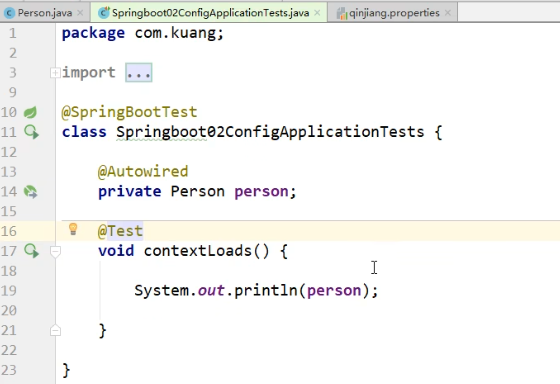 Person.java × Springboot02ConfigApplicationTests.java × qinjiang.properties ×
1 package com.kuang;
2
3 import ...
10 @SpringBootTest
11 class Springboot02ConfigApplicationTests {
12
13 @Autowired
14 private Person person;
15
16 @Test
17 void contextLoads() {
18
19 System.out.println(person);
20
21 }
22
23 }